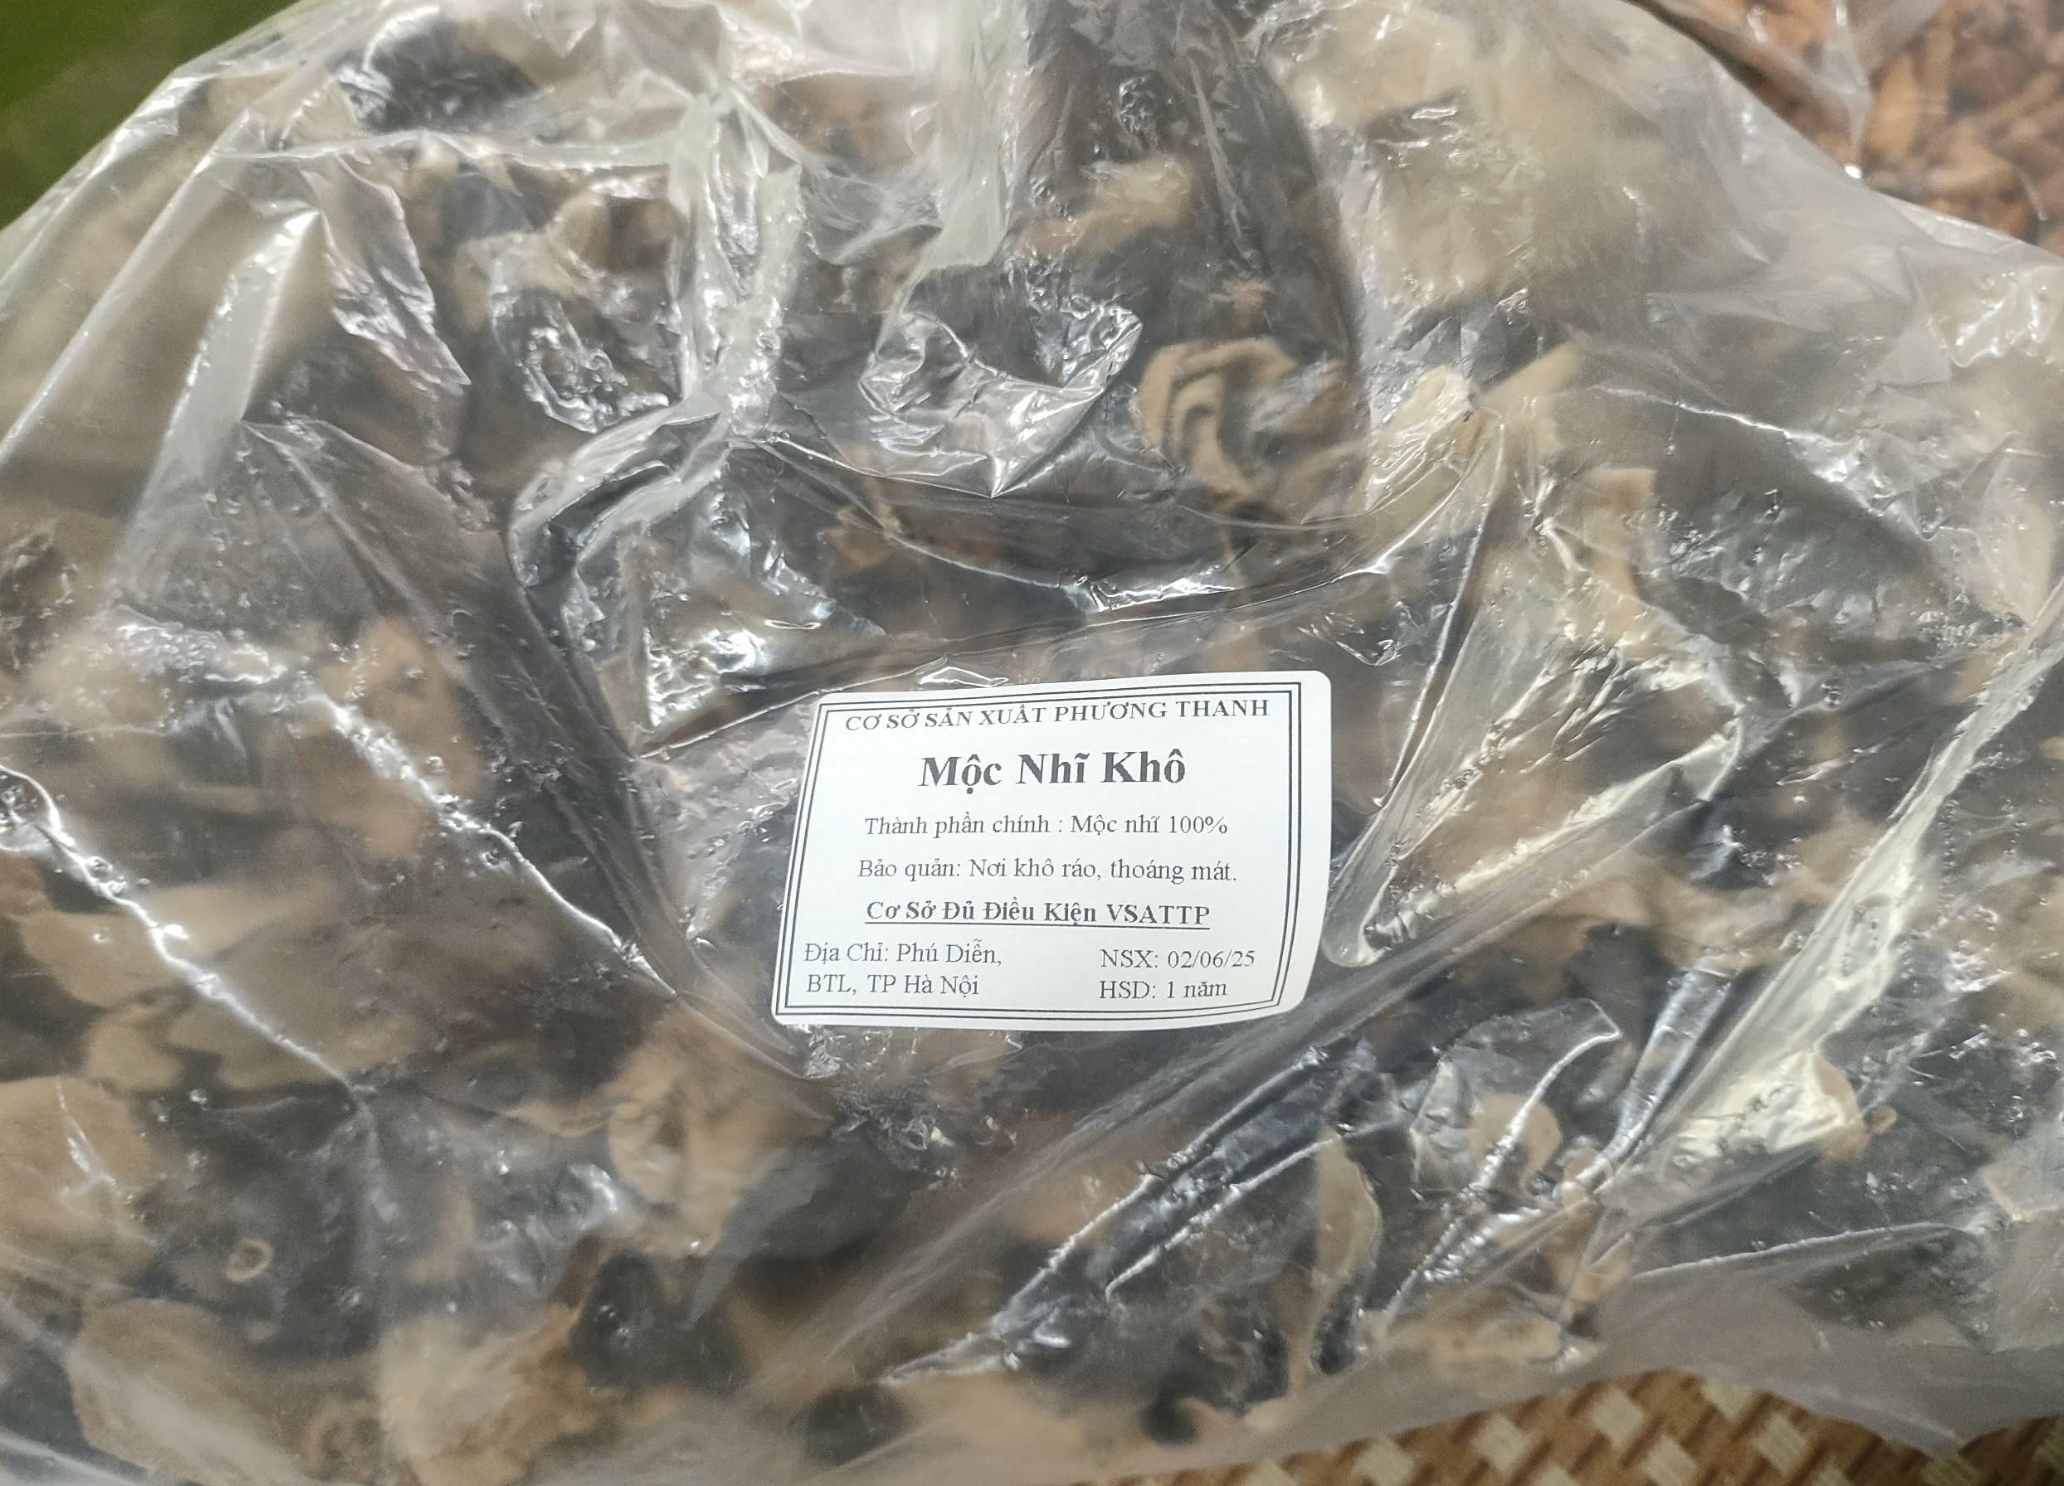 CƠ SỞ SẢN XUẤT PHƯƠNG THANH
Mộc Nhĩ Khô
Thành phần chính : Mộc nhĩ 100%
Bảo quản: Nơi khô ráo, thoáng mát.
Cơ Sở Đủ Điều Kiện VSATTP
Địa Chỉ: Phú Diễn,
BTL, TP Hà Nội
NSX: 02/06/25
HSD: 1 năm